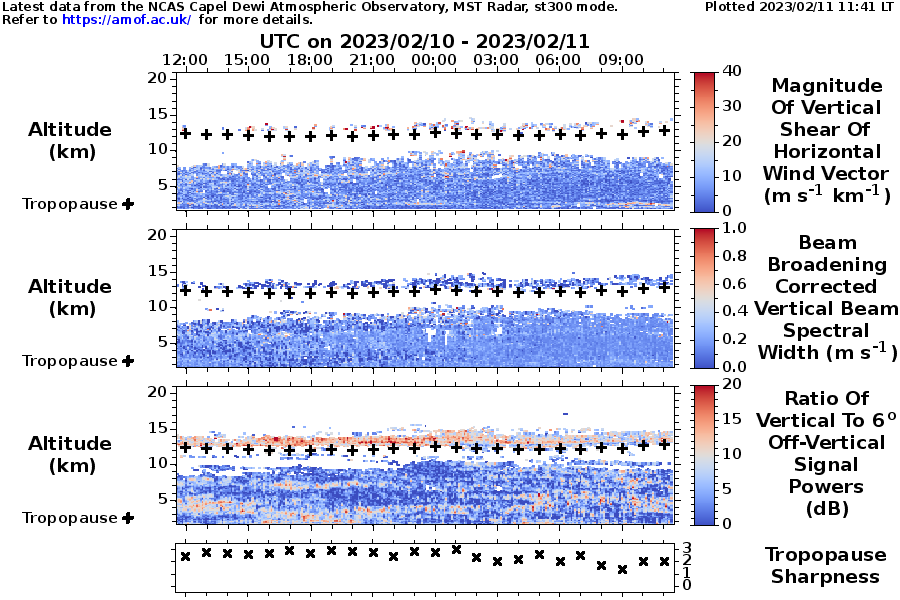 Latest data from the NCAS Capel Dewi Atmospheric Observatory, MST Radar, st300 mode.
Plotted 2023/02/11 11:41 LT
Refer to https://amof.ac.uk/ for more details.
UTC on 2023/02/10 - 2023/02/11
12:00 15:00 18:00 21:00 00:00 03:00 06:00 09:00
20
15
10
5
Altitude
(km)
Tropopause
40
30
20
10
0
Magnitude
Of Vertical
Shear Of
Horizontal
Wind Vector
(m s-1 km-1)
20
15
10
5
Altitude
(km)
Tropopause
1.0
0.8
0.6
0.4
0.2
0.0
Beam
Broadening
Corrected
Vertical Beam
Spectral
Width (m s-1)
20
15
10
5
Altitude
(km)
Tropopause
20
15
10
5
0
Ratio Of
Vertical To 6o
Off-Vertical
Signal
Powers
(dB)
3
2
1
0
Tropopause
Sharpness